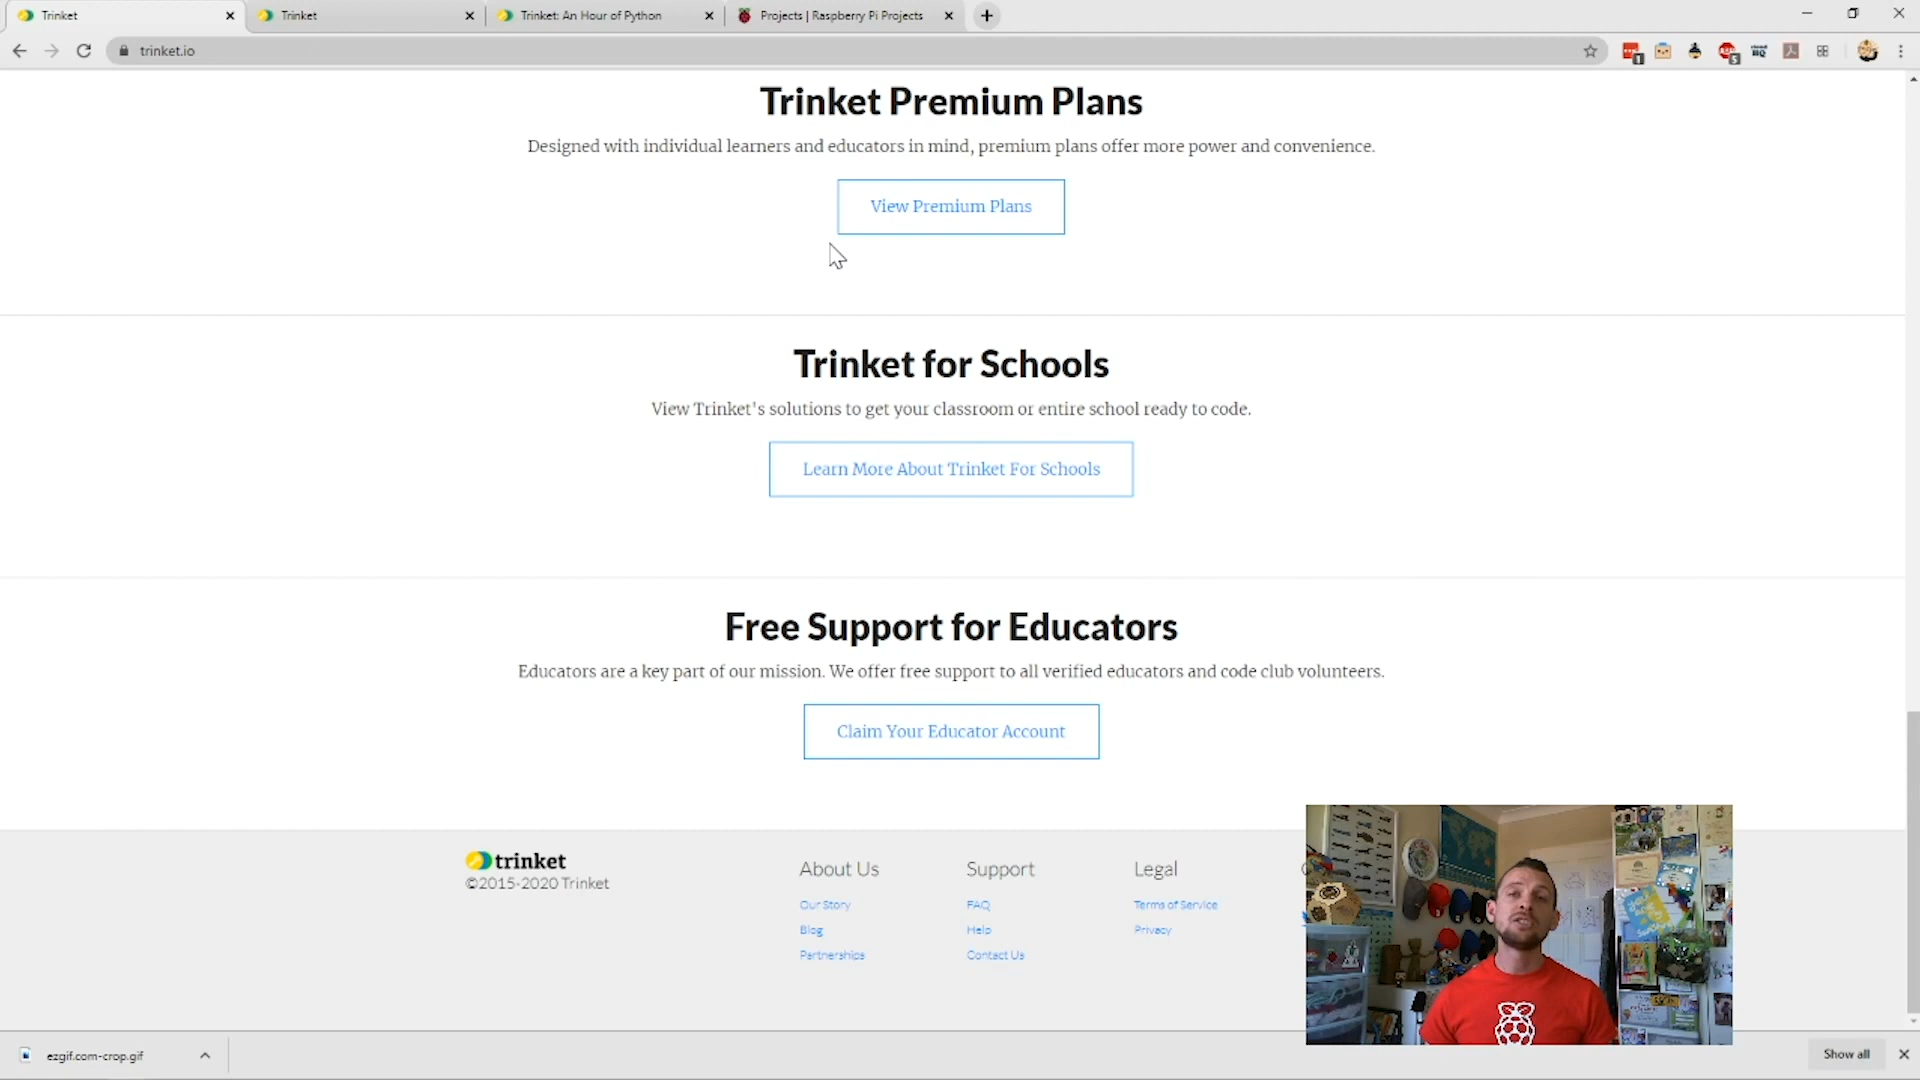 Trinket
Trinket
Trinket: An Hour of Python
Projects | Raspberry Pi Projects
trinket.io
Trinket Premium Plans
Designed with individual learners and educators in mind, premium plans offer more power and convenience.
View Premium Plans
Trinket for Schools
View Trinket's solutions to get your classroom or entire school ready to code.
Learn More About Trinket For Schools
Free Support for Educators
Educators are a key part of our mission. We offer free support to all verified educators and code club volunteers.
Claim Your Educator Account
trinket
©2015-2020 Trinket
About Us
Our Story
Blog
Partnerships
Support
FAQ
Help
Contact Us
Legal
Terms of Service
Privacy
ezgif.com-crop.gif
Show all